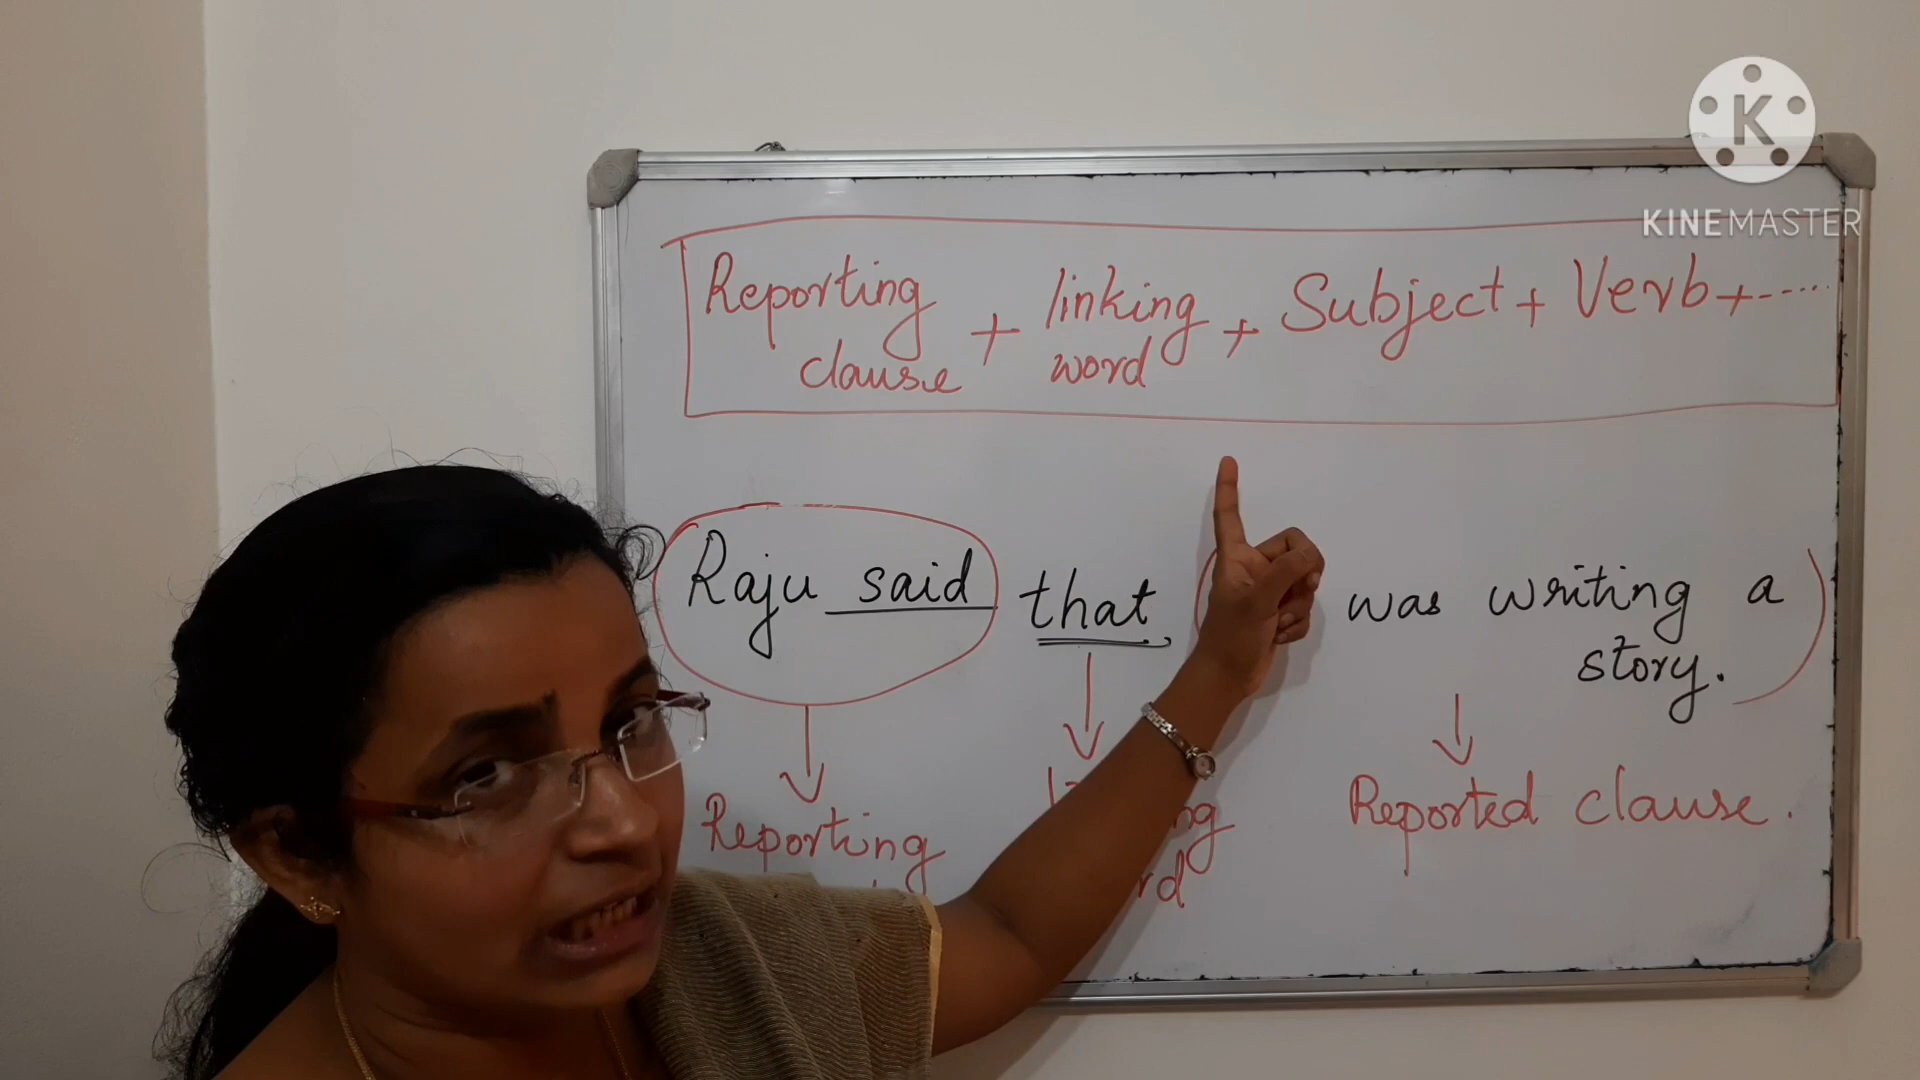 KINEMASTER
Reporting + linking + Subject + Verb + -----
clause word
Raju said that was writing a
story.
Reporting Reported clause.